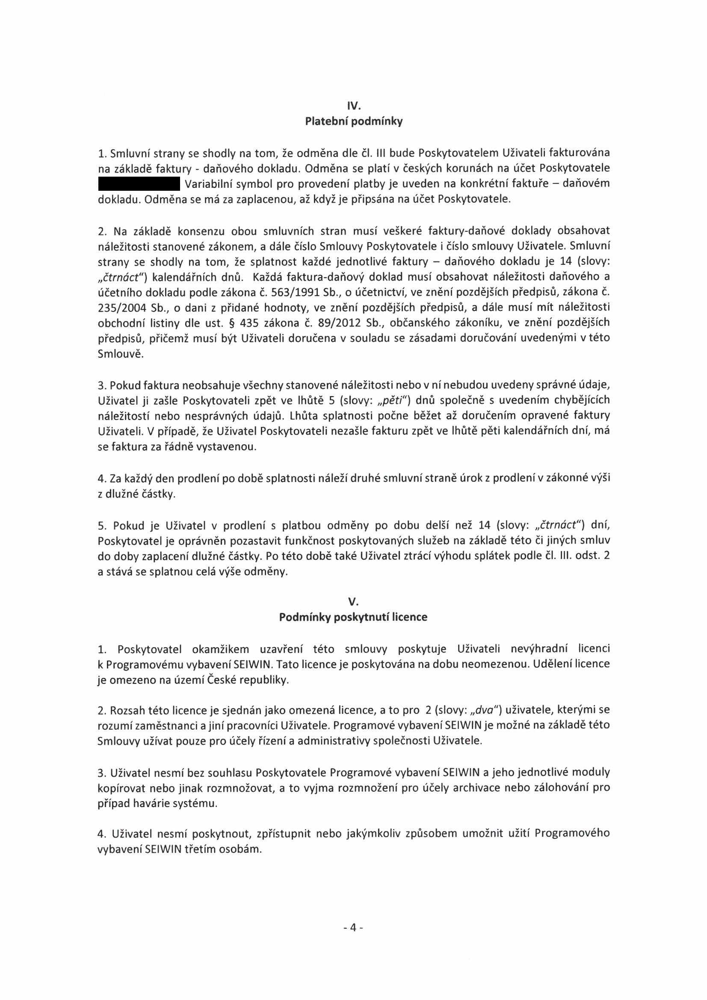 IV.
Platební podmínky
1. Smluvní strany se shodly na tom, že odměna dle čl. III bude Poskytovatelem Uživateli fakturována
na základě faktury - daňového dokladu. Odměna se platí v českých korunách na účet Poskytovatele
Variabilní symbol pro provedení platby je uveden na konkrétní faktuře – daňovém
dokladu. Odměna se má za zaplacenou, až když je připsána na účet Poskytovatele.
2. Na základě konsenzu obou smluvních stran musí veškeré faktury-daňové doklady obsahovat
náležitosti stanovené zákonem, a dále číslo Smlouvy Poskytovatele i číslo smlouvy Uživatele. Smluvní
strany se shodly na tom, že splatnost každé jednotlivé faktury – daňového dokladu je 14 (slovy:
„čtrnáct“) kalendářních dnů. Každá faktura-daňový doklad musí obsahovat náležitosti daňového a
účetního dokladu podle zákona č. 563/1991 Sb., o účetnictví, ve znění pozdějších předpisů, zákona č.
235/2004 Sb., o dani z přidané hodnoty, ve znění pozdějších předpisů, a dále musí mít náležitosti
obchodní listiny dle ust. § 435 zákona č. 89/2012 Sb., občanského zákoníku, ve znění pozdějších
předpisů, přičemž musí být Uživateli doručena v souladu se zásadami doručování uvedenými v této
Smlouvě.
3. Pokud faktura neobsahuje všechny stanovené náležitosti nebo v ní nebudou uvedeny správné údaje,
Uživatel ji zašle Poskytovateli zpět ve lhůtě 5 (slovy: „pěti“) dnů společně s uvedením chybějících
náležitostí nebo nesprávných údajů. Lhůta splatnosti počne běžet až doručením opravené faktury
Uživateli. V případě, že Uživatel Poskytovateli nezašle fakturu zpět ve lhůtě pěti kalendářních dní, má
se faktura za řádně vystavenou.
4. Za každý den prodlení po době splatnosti náleží druhé smluvní straně úrok z prodlení v zákonné výši
z dlužné částky.
5. Pokud je Uživatel v prodlení s platbou odměny po dobu delší než 14 (slovy: „čtrnáct“) dní,
Poskytovatel je oprávněn pozastavit funkčnost poskytovaných služeb na základě této či jiných smluv
do doby zaplacení dlužné částky. Po této době také Uživatel ztrácí výhodu splátek podle čl. III. odst. 2
a stává se splatnou celá výše odměny.
V.
Podmínky poskytnutí licence
1. Poskytovatel okamžikem uzavření této smlouvy poskytuje Uživateli nevýhradní licenci
k Programovému vybavení SEIWIN. Tato licence je poskytována na dobu neomezenou. Udělení licence
je omezeno na území České republiky.
2. Rozsah této licence je sjednán jako omezená licence, a to pro 2 (slovy: „dva“) uživatele, kterými se
rozumí zaměstnanci a jiní pracovníci Uživatele. Programové vybavení SEIWIN je možné na základě této
Smlouvy užívat pouze pro účely řízení a administrativy společnosti Uživatele.
3. Uživatel nesmí bez souhlasu Poskytovatele Programové vybavení SEIWIN a jeho jednotlivé moduly
kopírovat nebo jinak rozmnožovat, a to vyjma rozmnožení pro účely archivace nebo zálohování pro
případ havárie systému.
4. Uživatel nesmí poskytnout, zpřístupnit nebo jakýmkoliv způsobem umožnit užití Programového
vybavení SEIWIN třetím osobám.
- 4 -